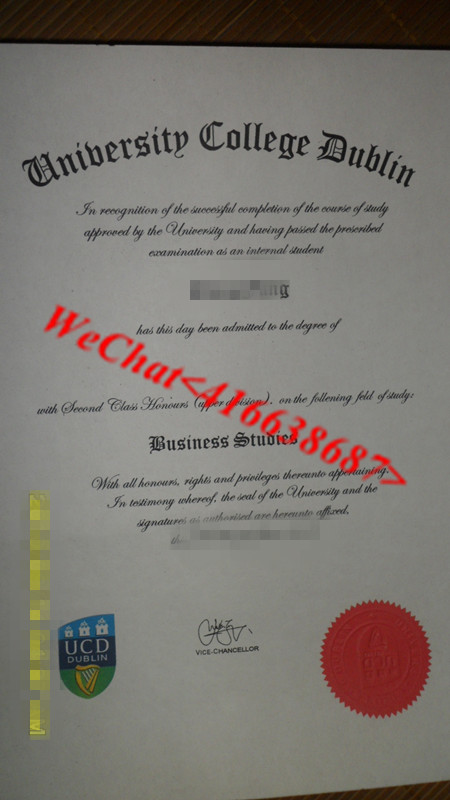 University College Dublin
In recognition of the successful completion of the course of study
approved by the University and having passed the prescribed
examination as an internal student
has this day been admitted to the degree of
WeChat<416638687>
with Second Class Honours (upper division), on the follening feld of study:
Business Studies
With all honours, rights and privileges thereunto appertaining.
In testimony whereof, the seal of the University and the
signatures as authorised are hereunto affixed,
UCD
DUBLIN
VICE-CHANCELLOR